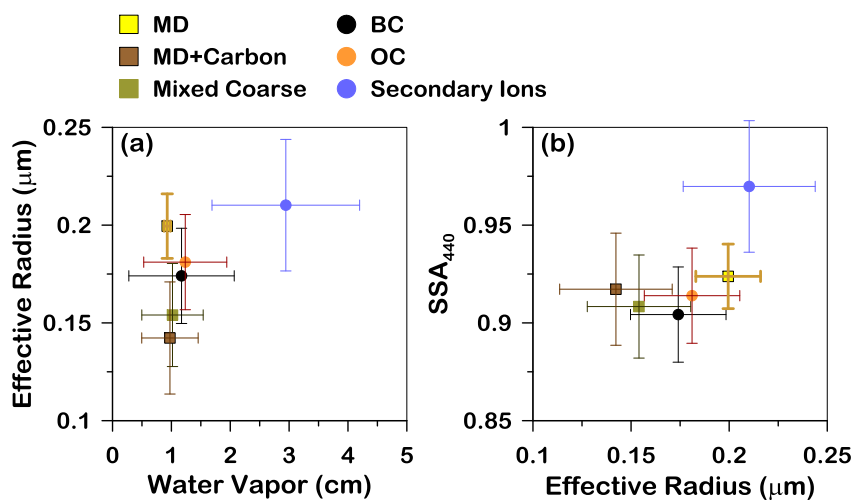 MD
BC
MD+Carbon
OC
Mixed Coarse
Secondary Ions
(a)
Effective Radius (μm)
0.25
0.2
0.15
0.1
0 1 2 3 4 5
Water Vapor (cm)
(b)
SSA440
1
0.95
0.9
0.85
0.1 0.15 0.2 0.25
Effective Radius (μm)